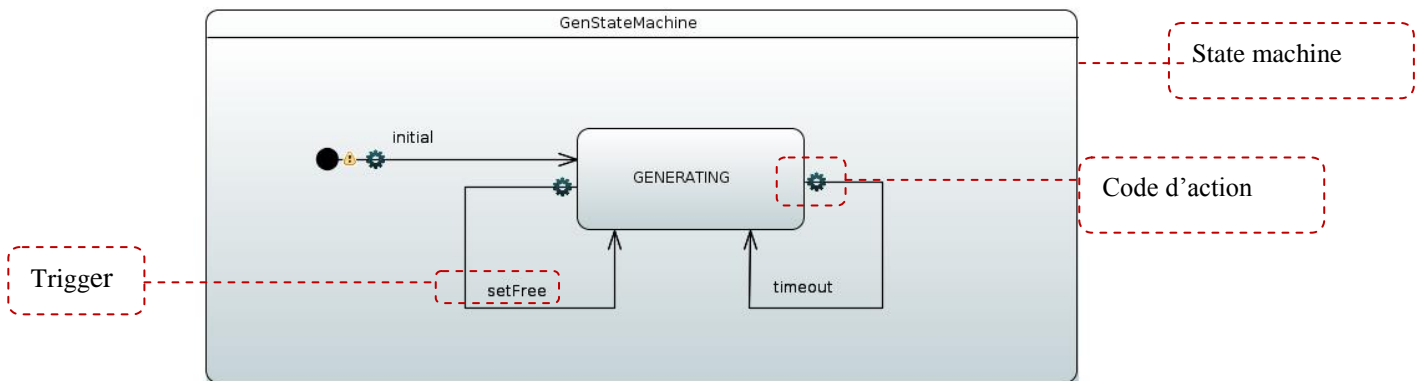 GenStateMachine
State machine
initial
GENERATING
Code d’action
Trigger
setFree
timeout